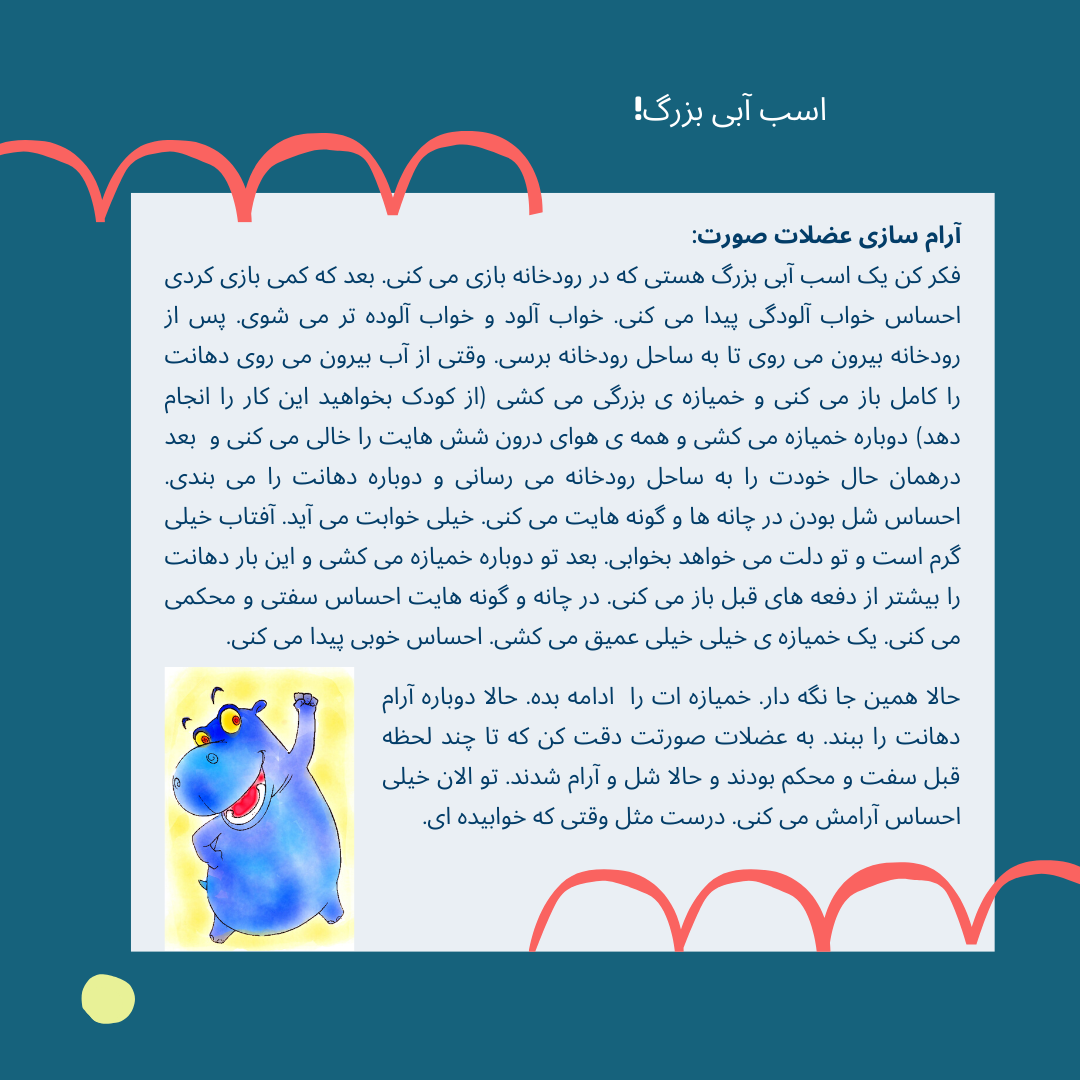 اسب آبی بزرگ!
آرام سازی عضلات صورت:
فکر کن یک اسب آبی بزرگ هستی که در رودخانه بازی می کنی. بعد که کمی بازی کردی
احساس خواب آلودگی پیدا می کنی. خواب آلود و خواب آلوده تر می شوی. پس از
رودخانه بیرون می روی تا به ساحل رودخانه برسی. وقتی از آب بیرون می روی دهانت
را کامل باز می کنی و خمیازه ی بزرگی می کشی (از کودک بخواهید این کار را انجام
دهد) دوباره خمیازه می کشی و همه ی هوای درون شش هایت را خالی می کنی و بعد
درهمان حال خودت را به ساحل رودخانه می رسانی و دوباره دهانت را می بندی.
احساس شل بودن در چانه ها و گونه هایت می کنی. خیلی خوابت می آید. آفتاب خیلی
گرم است و تو دلت می خواهد بخوابی. بعد تو دوباره خمیازه می کشی و این بار دهانت
را بیشتر از دفعه های قبل باز می کنی. در چانه و گونه هایت احساس سفتی و محکمی
می کنی. یک خمیازه ی خیلی خیلی عمیق می کشی. احساس خوبی پیدا می کنی.
حالا همین جا نگه دار. خمیازه ات را ادامه بده. حالا دوباره آرام
دهانت را ببند. به عضلات صورتت دقت کن که تا چند لحظه
قبل سفت و محکم بودند و حالا شل و آرام شدند. تو الان خیلی
احساس آرامش می کنی. درست مثل وقتی که خوابیده ای.